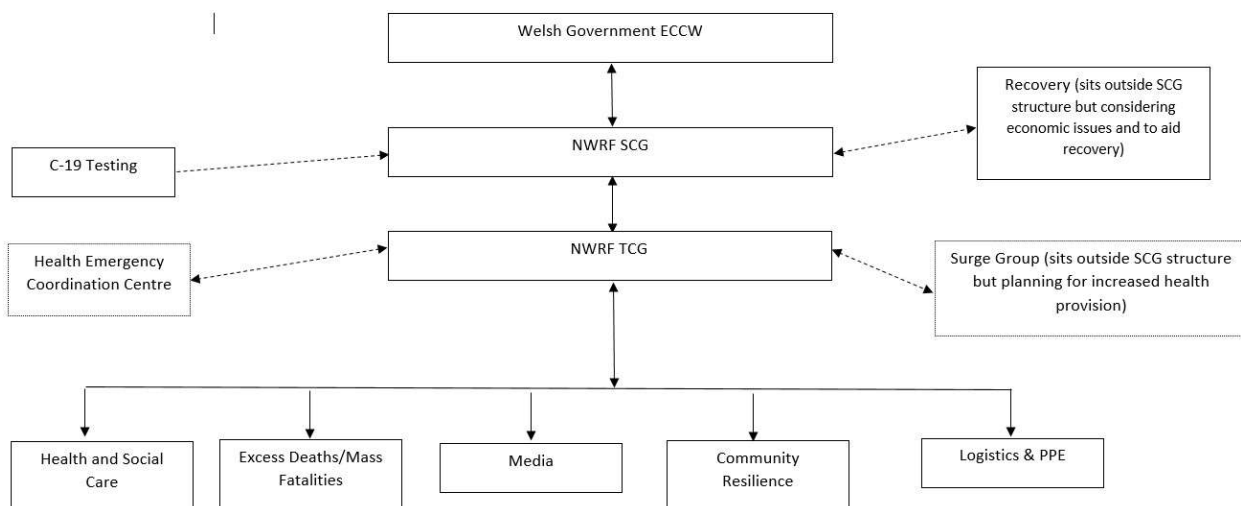 Welsh Government ECCW
Recovery (sits outside SCG
structure but considering
economic issues and to aid
recovery)
NWRF SCG
C-19 Testing
NWRF TCG
Health Emergency
Coordination Centre
Surge Group (sits outside SCG structure
but planning for increased health
provision)
Health and Social
Care
Excess Deaths/Mass
Fatalities
Media
Community
Resilience
Logistics & PPE